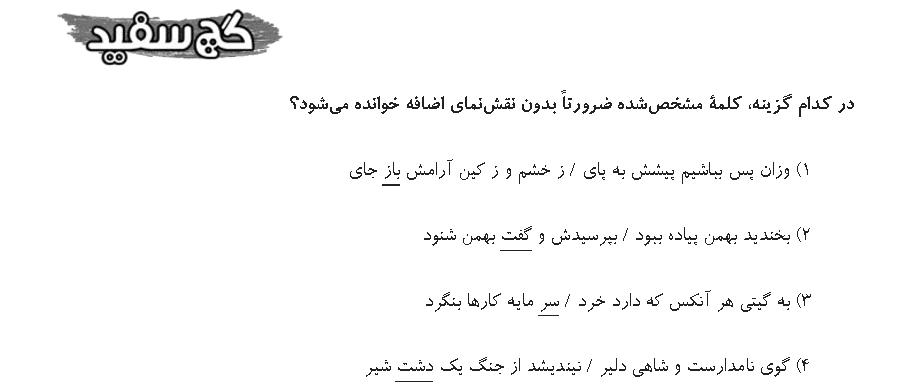 گچ سفید
در کدام گزینه، کلمهٔ مشخص‌شده ضرورتاً بدون نقش‌نمای اضافه خوانده می‌شود؟
۱) وزان پس بباشیم پیشش به پای / ز خشم و ز کین آرامش باز جای
۲) بخندید بهمن پیاده ببود / بپرسیدش و گفت بهمن شنود
۳) به گیتی هر آنکس که دارد خرد / سر مایه کارها بنگرد
۴) گوی نامدارست و شاهی دلیر / نیندیشد از جنگ یک دشت شیر